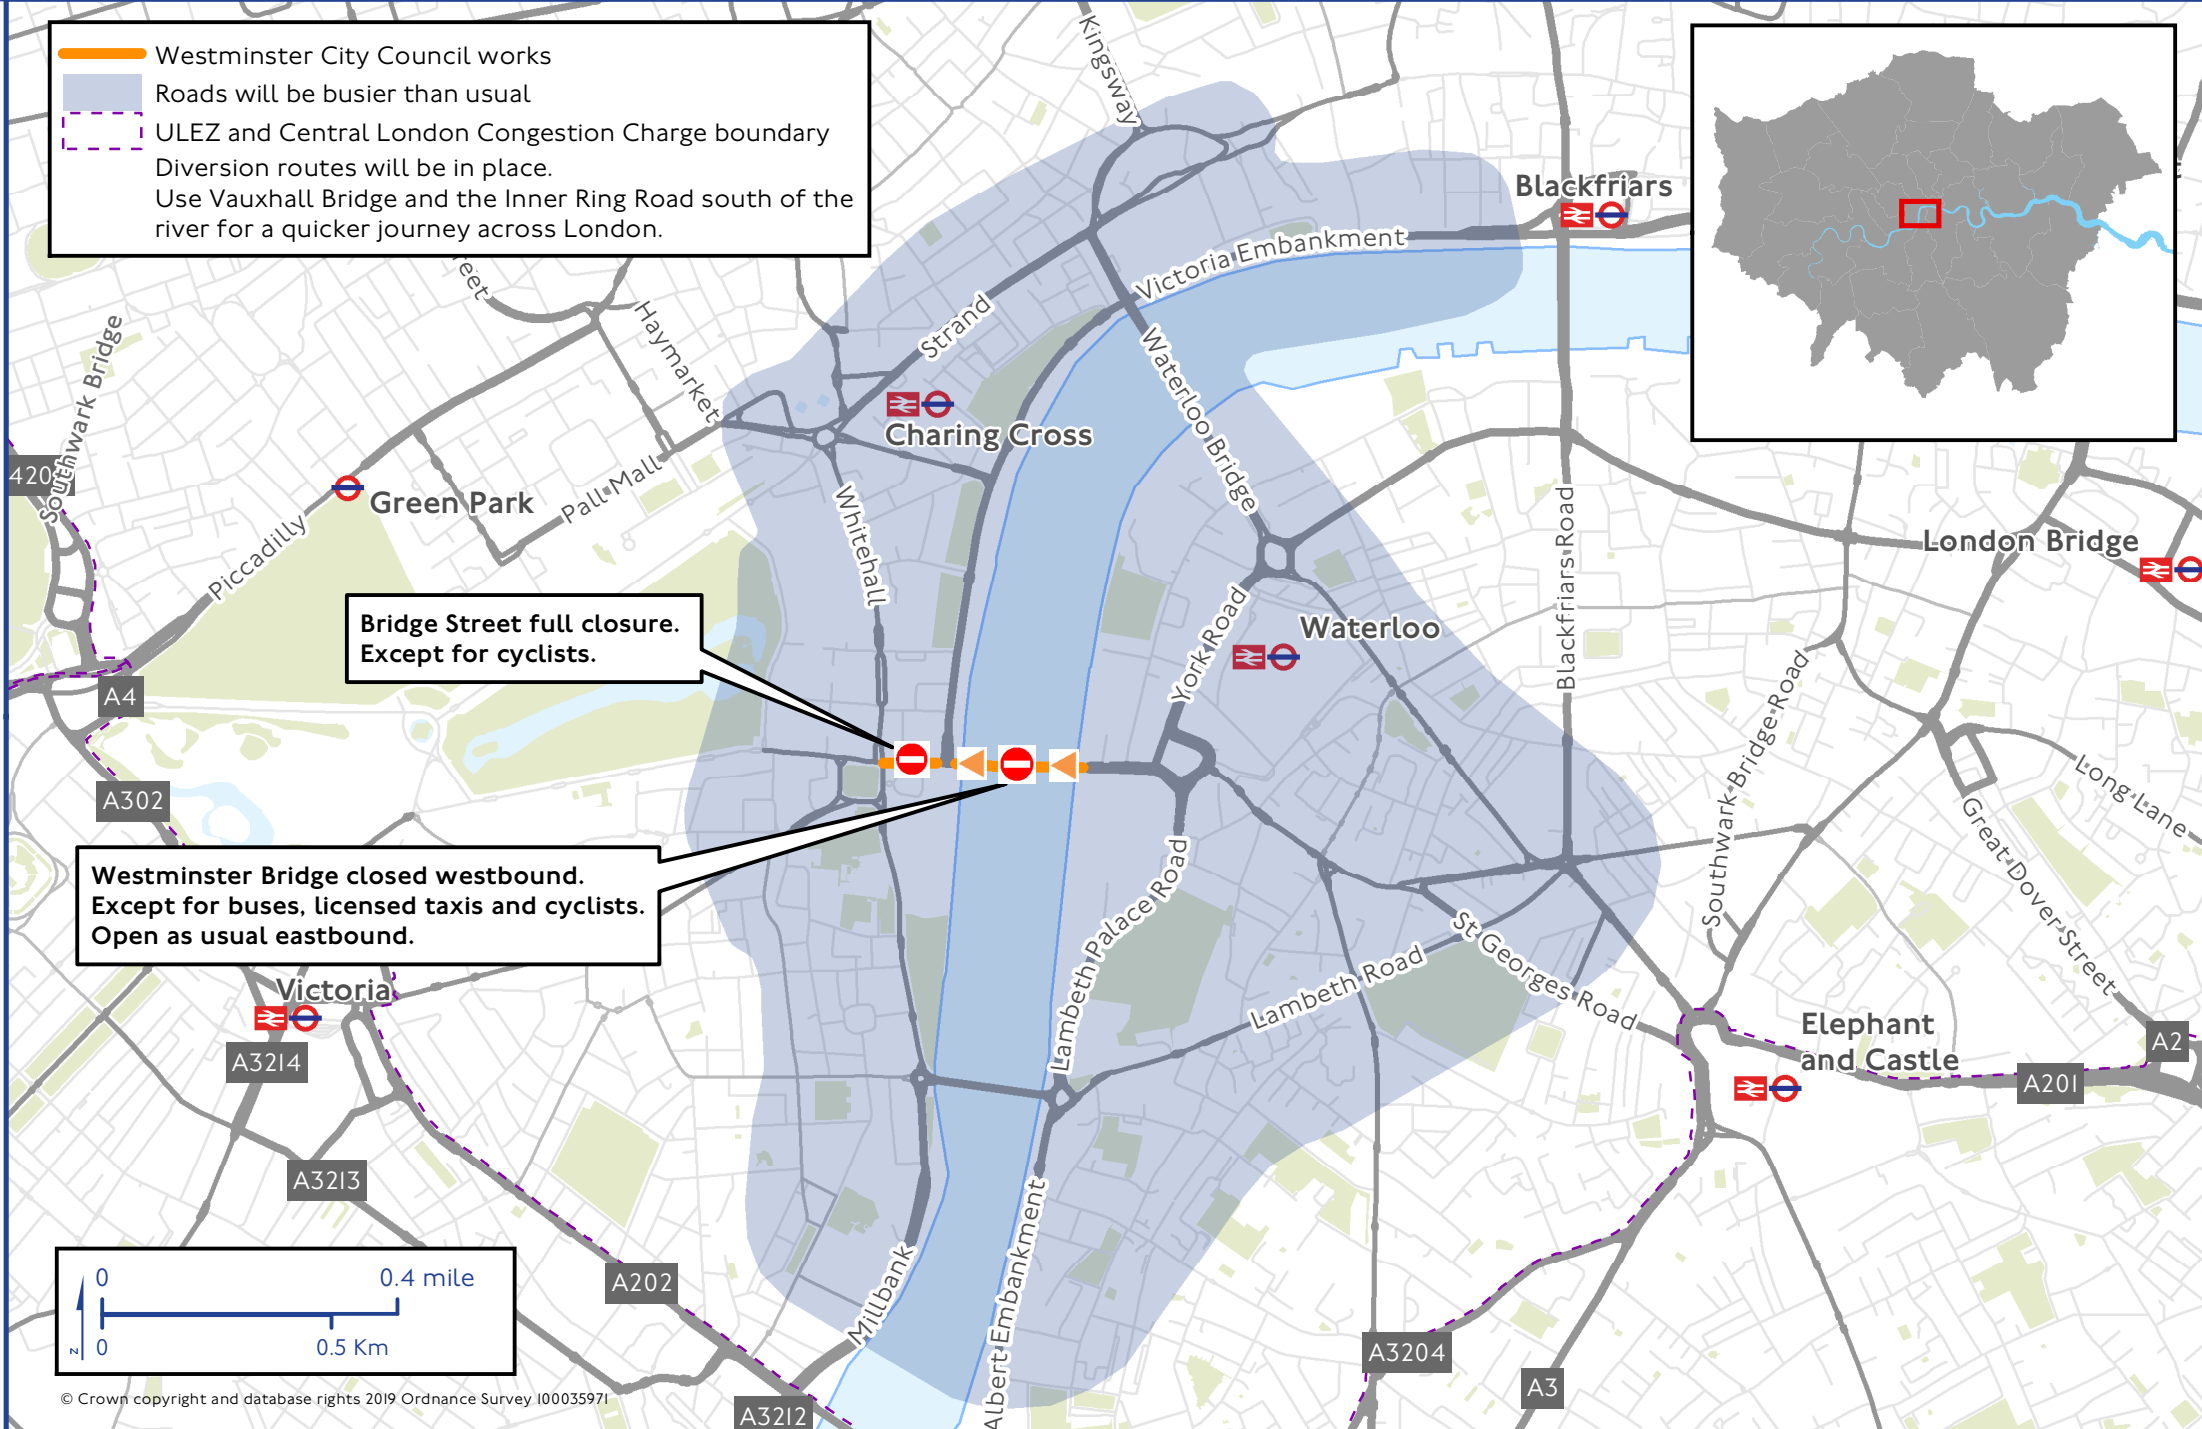 Westminster City Council works
Roads will be busier than usual
ULEZ and Central London Congestion Charge boundary
Diversion routes will be in place.
Use Vauxhall Bridge and the Inner Ring Road south of the
river for a quicker journey across London.
Kingsway
Blackfriars
Victoria Embankment
reet
Haymarket
Strand
Southwark Bridge
Waterloo Bridge
Charing Cross
420
Green Park
Pall Mall
Piccadilly
Whitehall
Blackfriars Road
London Bridge
Bridge Street full closure.
Except for cyclists.
Waterloo
York Road
A4
Southwark Bridge Road
Long Lane
A302
Great Dover Street
Westminster Bridge closed westbound.
Except for buses, licensed taxis and cyclists.
Open as usual eastbound.
Lambeth Palace Road
St Georges Road
Lambeth Road
Victoria
Elephant
and Castle
A2
A3214
A201
A3213
A202
Millbank
Albert Embankment
0
0.4 mile
N
0
0.5 Km
A3204
A3
A3212
© Crown copyright and database rights 2019 Ordnance Survey 100035971